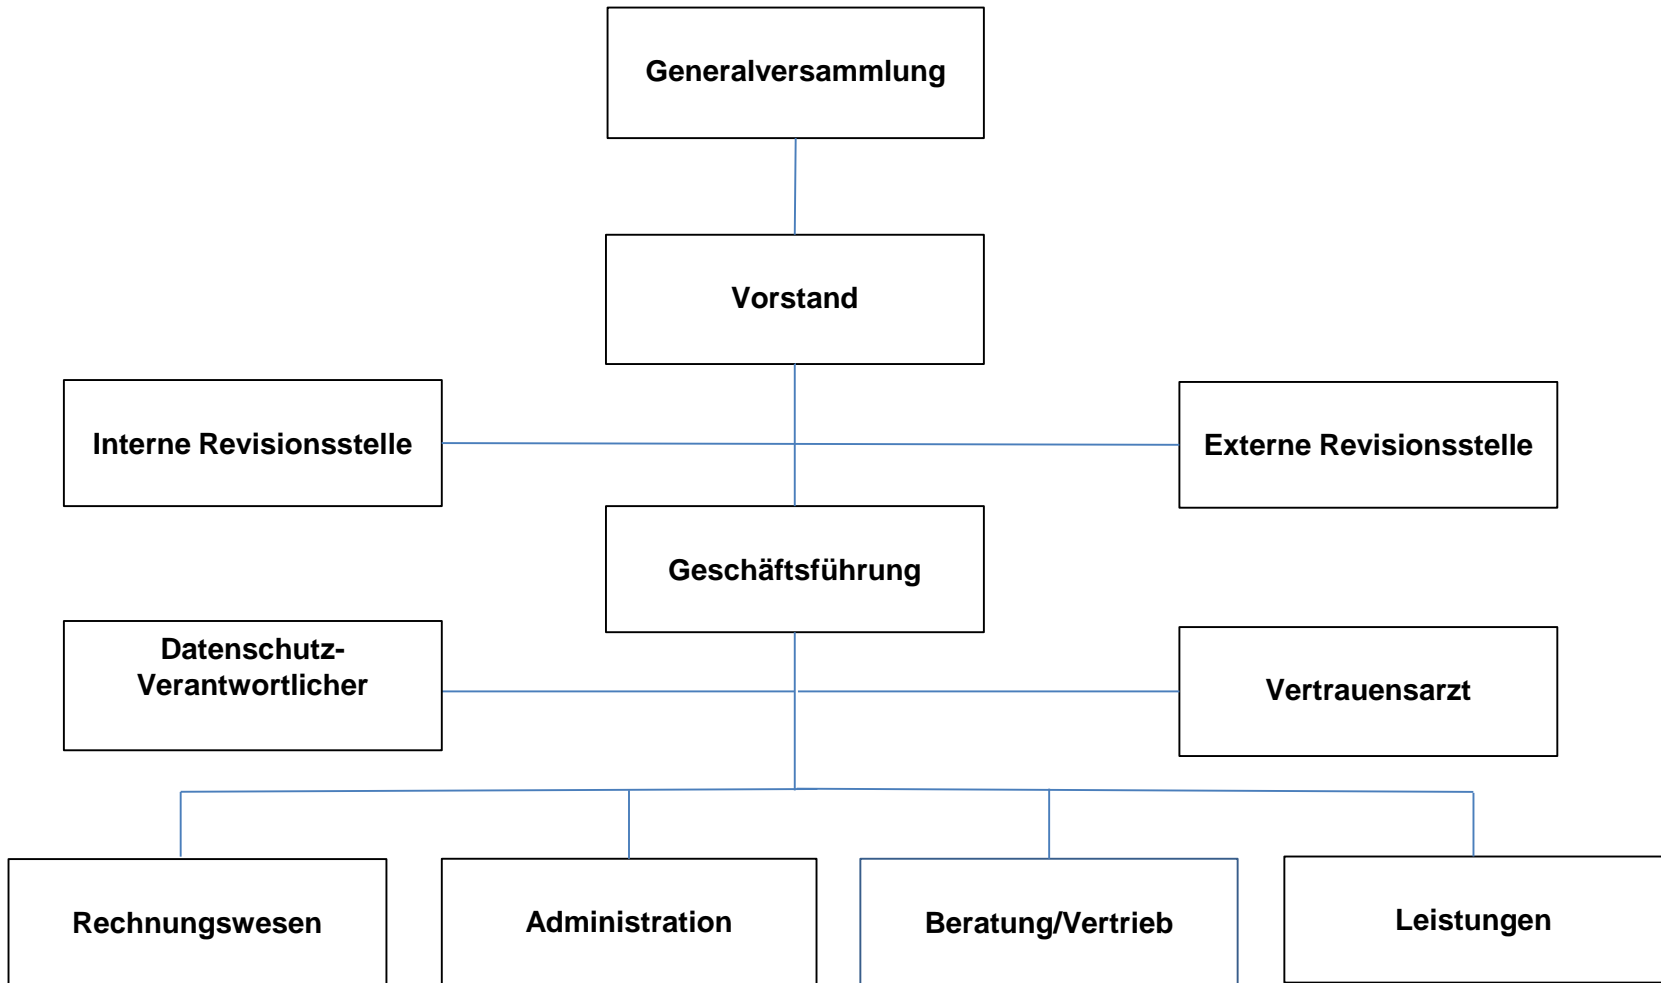 Generalversammlung
Vorstand
Interne Revisionsstelle
Externe Revisionsstelle
Geschäftsführung
Datenschutz-
Verantwortlicher
Vertrauensarzt
Rechnungswesen
Administration
Beratung/Vertrieb
Leistungen